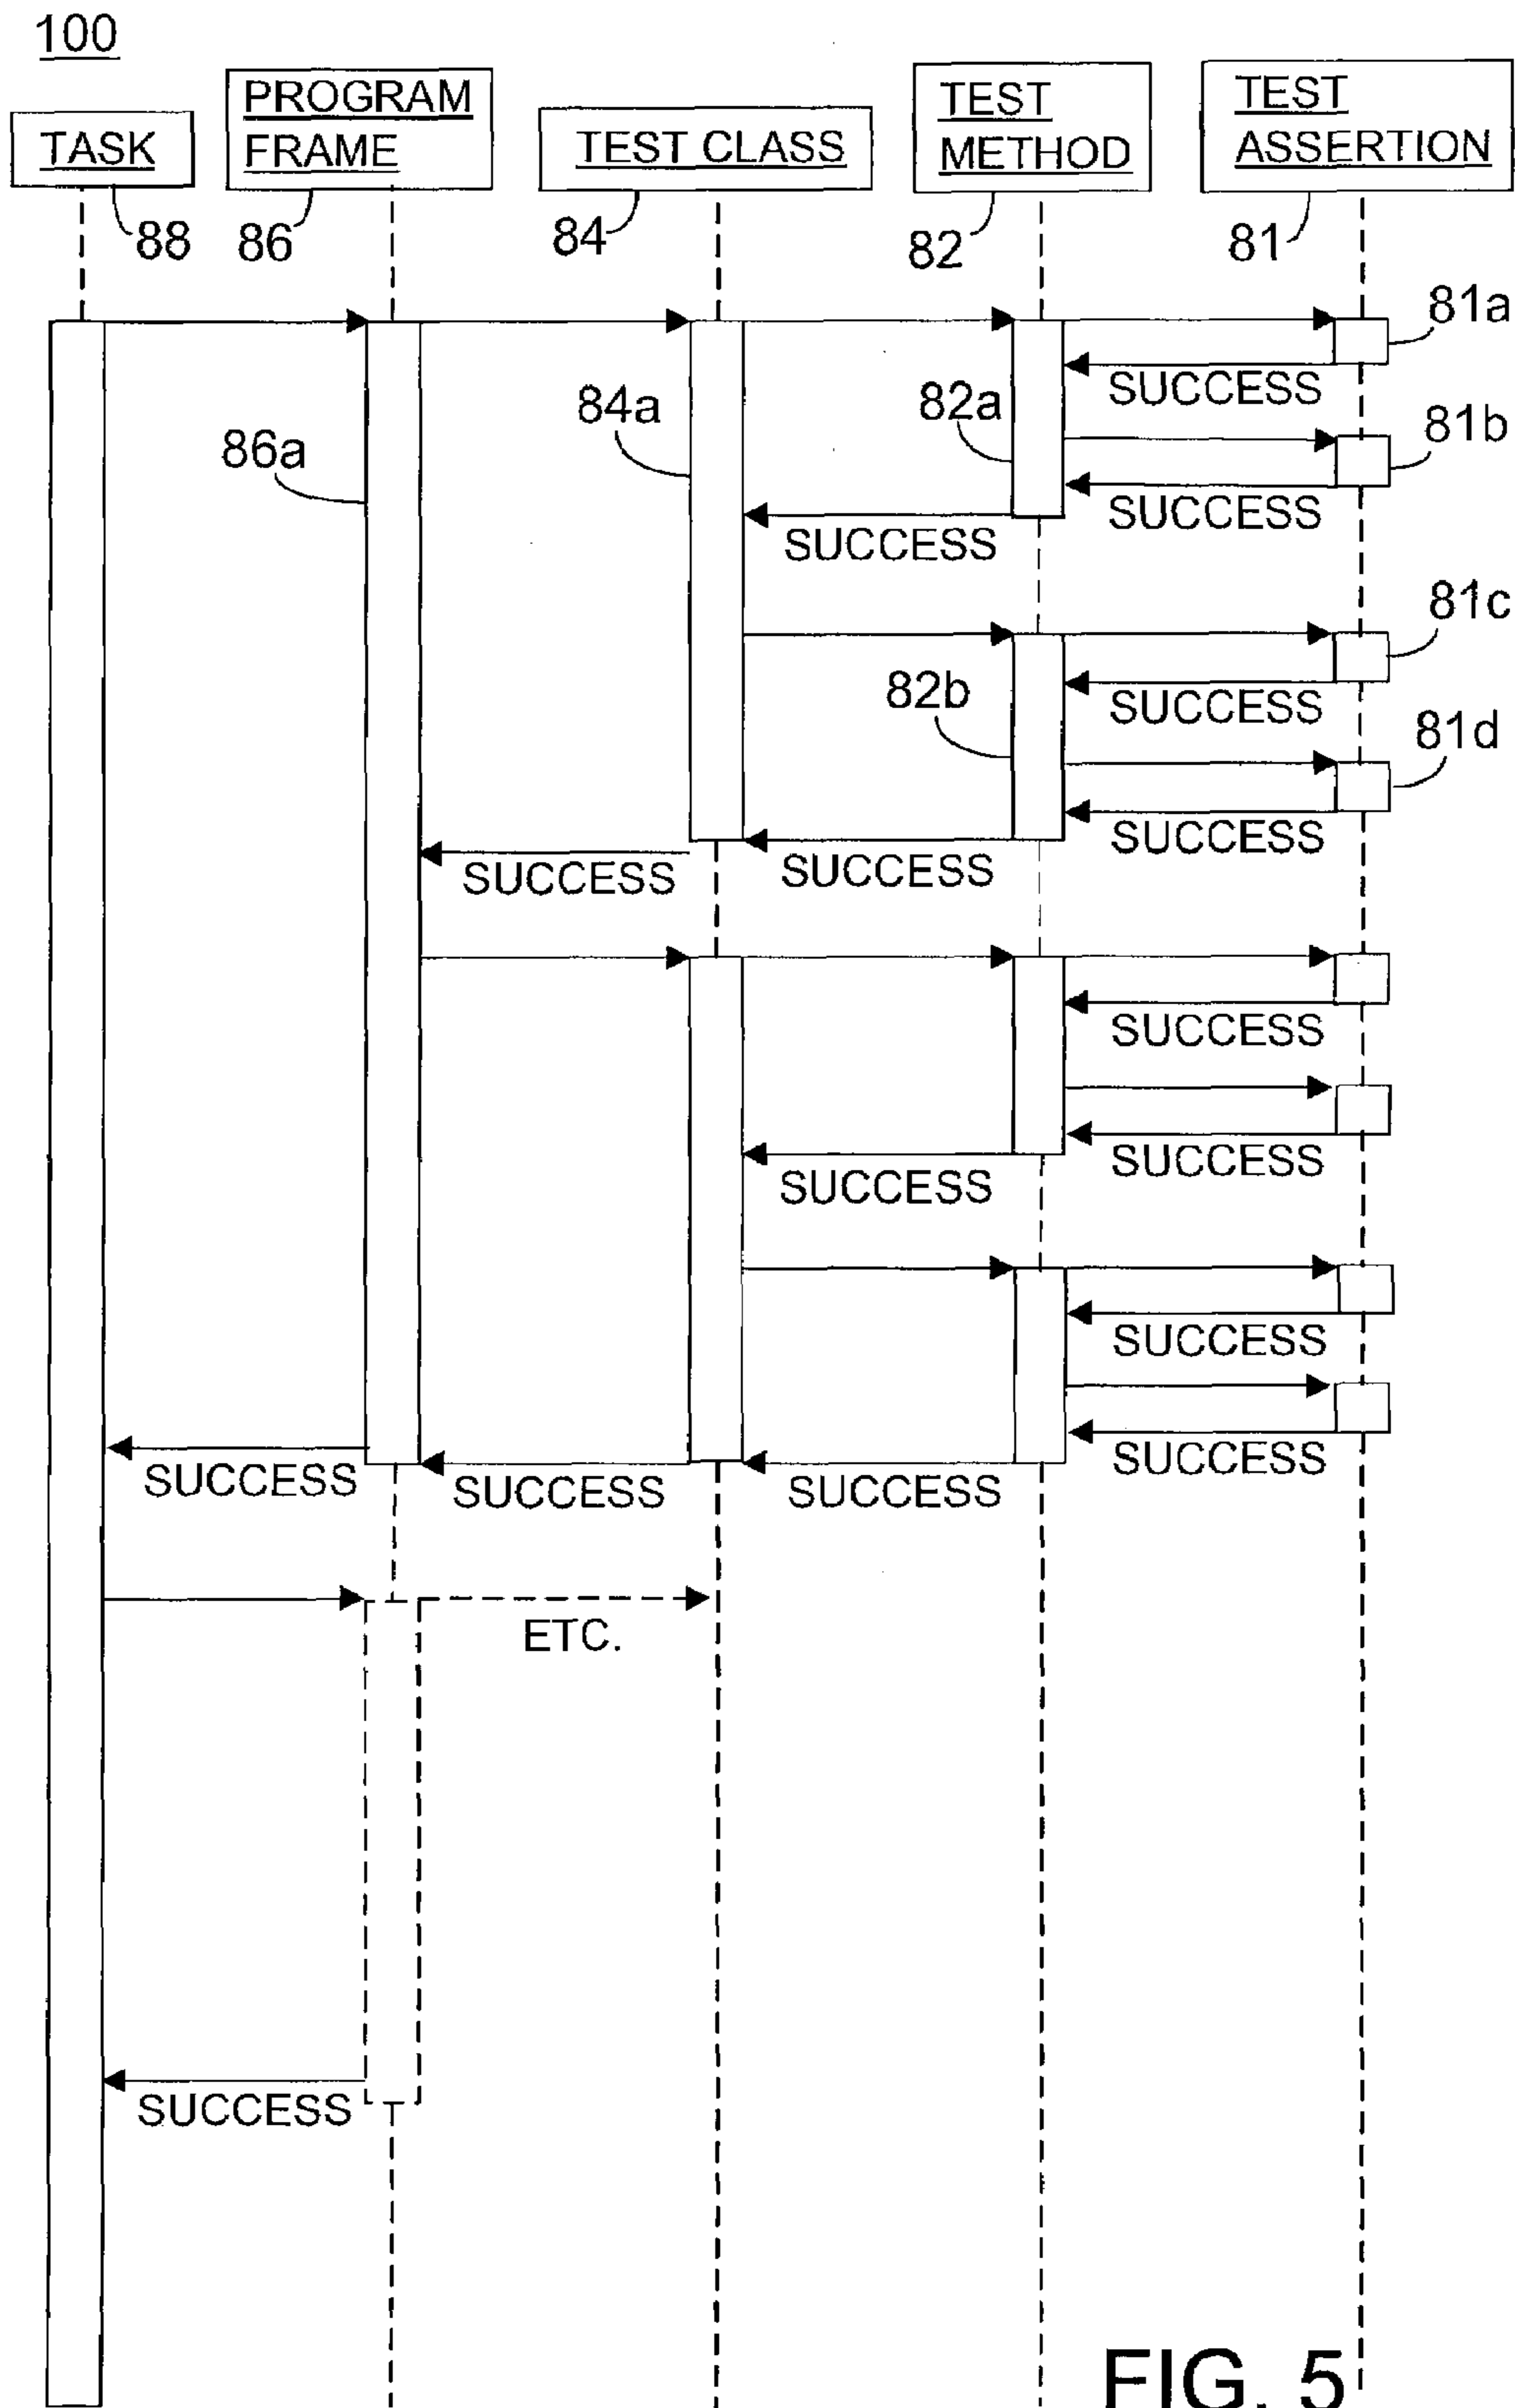 100
TASK
PROGRAM
FRAME
TEST CLASS
TEST
METHOD
TEST
ASSERTION
88
86
84
82
81
81a
SUCCESS
84a
82a
81b
86a
SUCCESS
SUCCESS
81c
82b
SUCCESS
81d
SUCCESS
SUCCESS
SUCCESS
SUCCESS
SUCCESS
SUCCESS
SUCCESS
SUCCESS
SUCCESS
SUCCESS
SUCCESS
ETC.
SUCCESS
FIG. 5